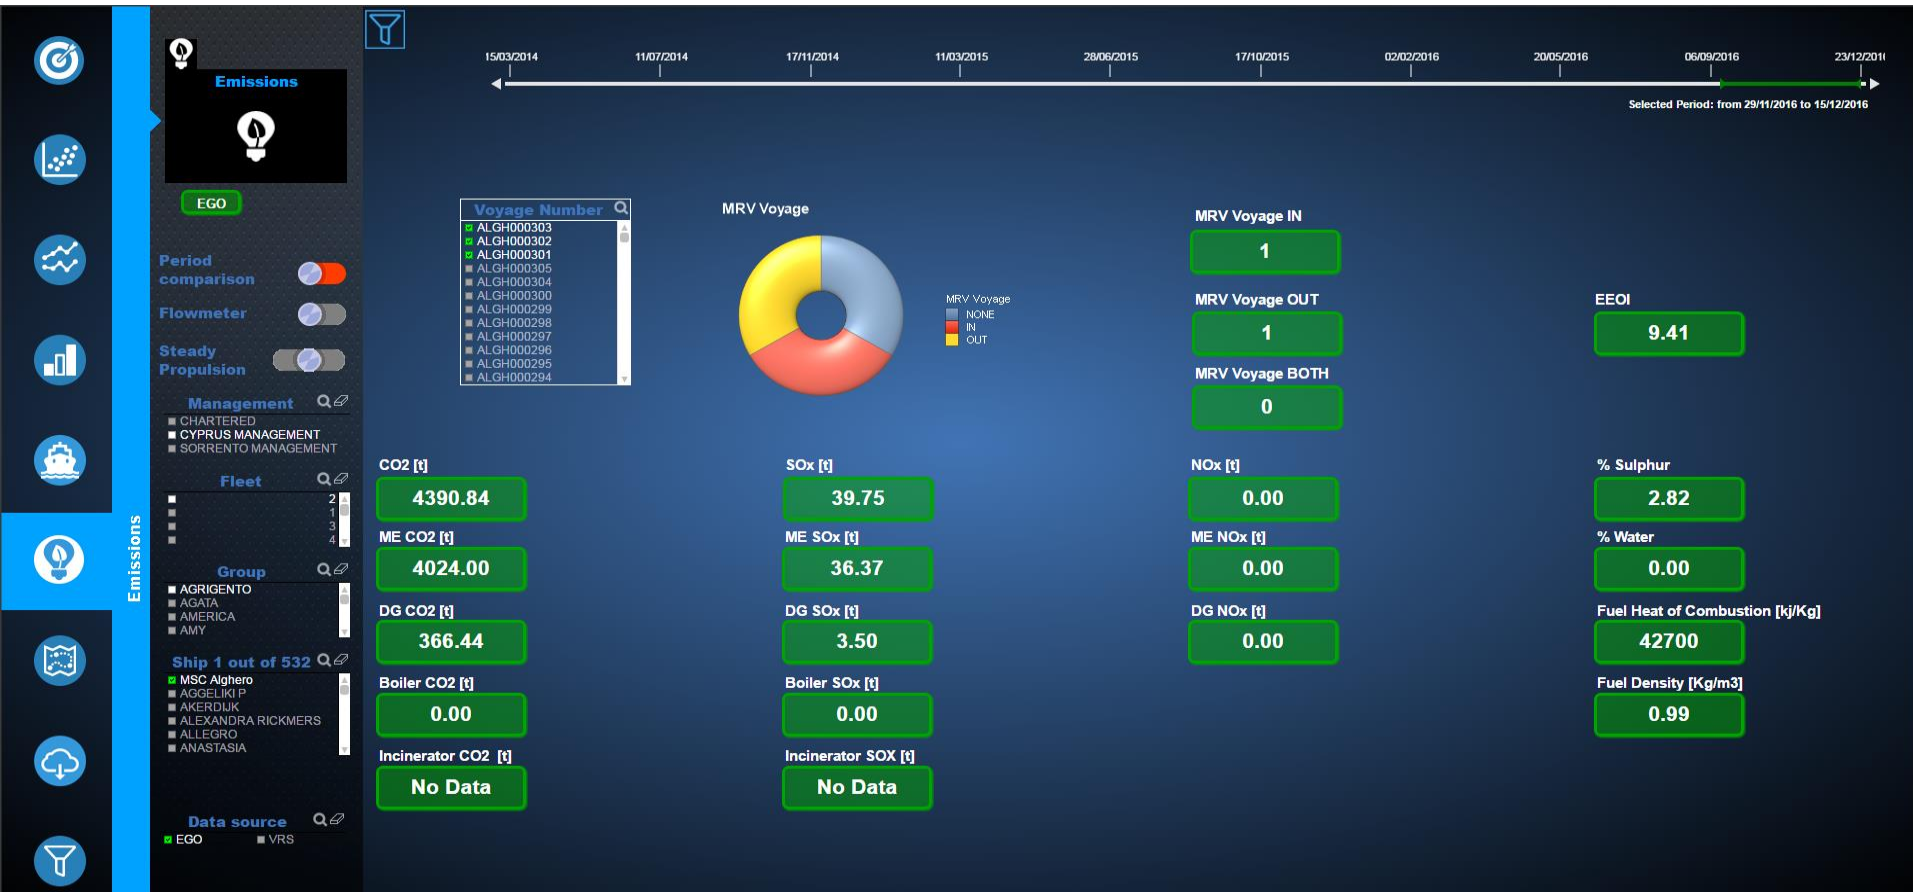 15/03/2014 11/07/2014 17/11/2014 11/03/2015 28/06/2015 17/10/2015 02/02/2016 20/05/2016 06/09/2016 23/12/201
Selected Period: from 29/11/2016 to 15/12/2016
Emissions
Emissions
EGO
Period
comparison
Flowmeter
Steady
Propulsion
Management
CHARTERED
CYPRUS MANAGEMENT
SORRENTO MANAGEMENT
Fleet
2
1
3
4
Group
AGRIGENTO
AGATA
AMERICA
AMY
Ship 1 out of 532
MSC Alghero
AGGELIKI P
AKERDIJK
ALEXANDRA RICKMERS
ALLEGRO
ANASTASIA
Data source
EGO VRS
Voyage Number
ALGH000303
ALGH000302
ALGH000301
ALGH000305
ALGH000304
ALGH000300
ALGH000299
ALGH000298
ALGH000297
ALGH000296
ALGH000295
ALGH000294
MRV Voyage
MRV Voyage
NONE
IN
OUT
MRV Voyage IN
1
MRV Voyage OUT
1
MRV Voyage BOTH
0
EEOI
9.41
CO2 [t]
4390.84
ME CO2 [t]
4024.00
DG CO2 [t]
366.44
Boiler CO2 [t]
0.00
Incinerator CO2 [t]
No Data
SOx [t]
39.75
ME SOx [t]
36.37
DG SOx [t]
3.50
Boiler SOx [t]
0.00
Incinerator SOX [t]
No Data
NOx [t]
0.00
ME NOx [t]
0.00
DG NOx [t]
0.00
% Sulphur
2.82
% Water
0.00
Fuel Heat of Combustion [kj/Kg]
42700
Fuel Density [Kg/m3]
0.99